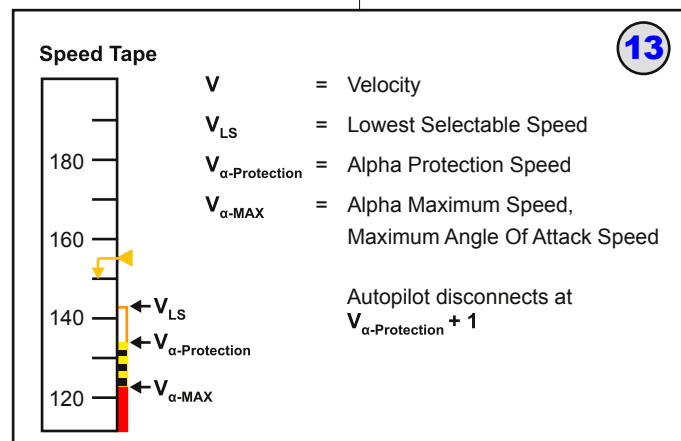 13
Speed Tape
V = Velocity
VLS = Lowest Selectable Speed
Vα-Protection = Alpha Protection Speed
Vα-MAX = Alpha Maximum Speed,
Maximum Angle Of Attack Speed
Autopilot disconnects at
Vα-Protection + 1
180
160
140
120
VLS
Vα-Protection
Vα-MAX